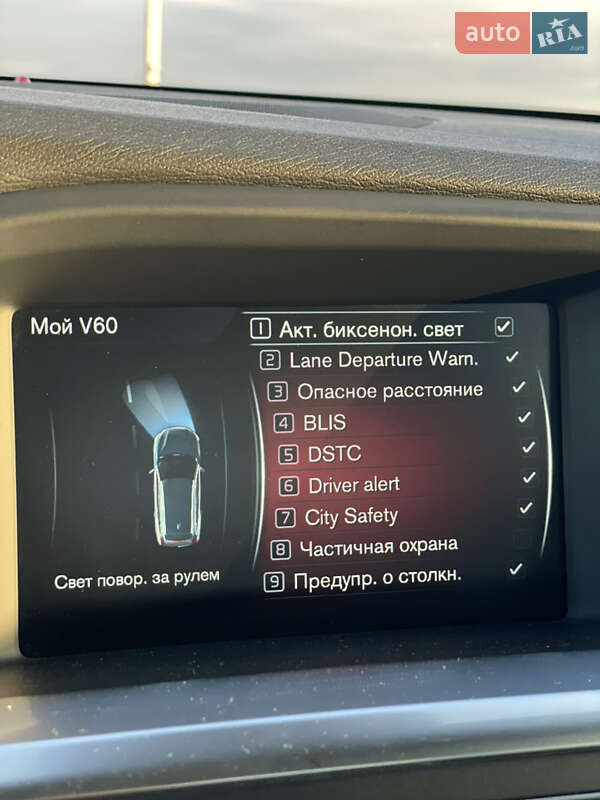 auto RIA .com
Мой V60
1 Акт. биксенон. свет
2 Lane Departure Warn.
3 Опасное расстояние
4 BLIS
5 DSTC
6 Driver alert
7 City Safety
8 Частичная охрана
9 Предупр. о столкн.
Свет повор. за рулем